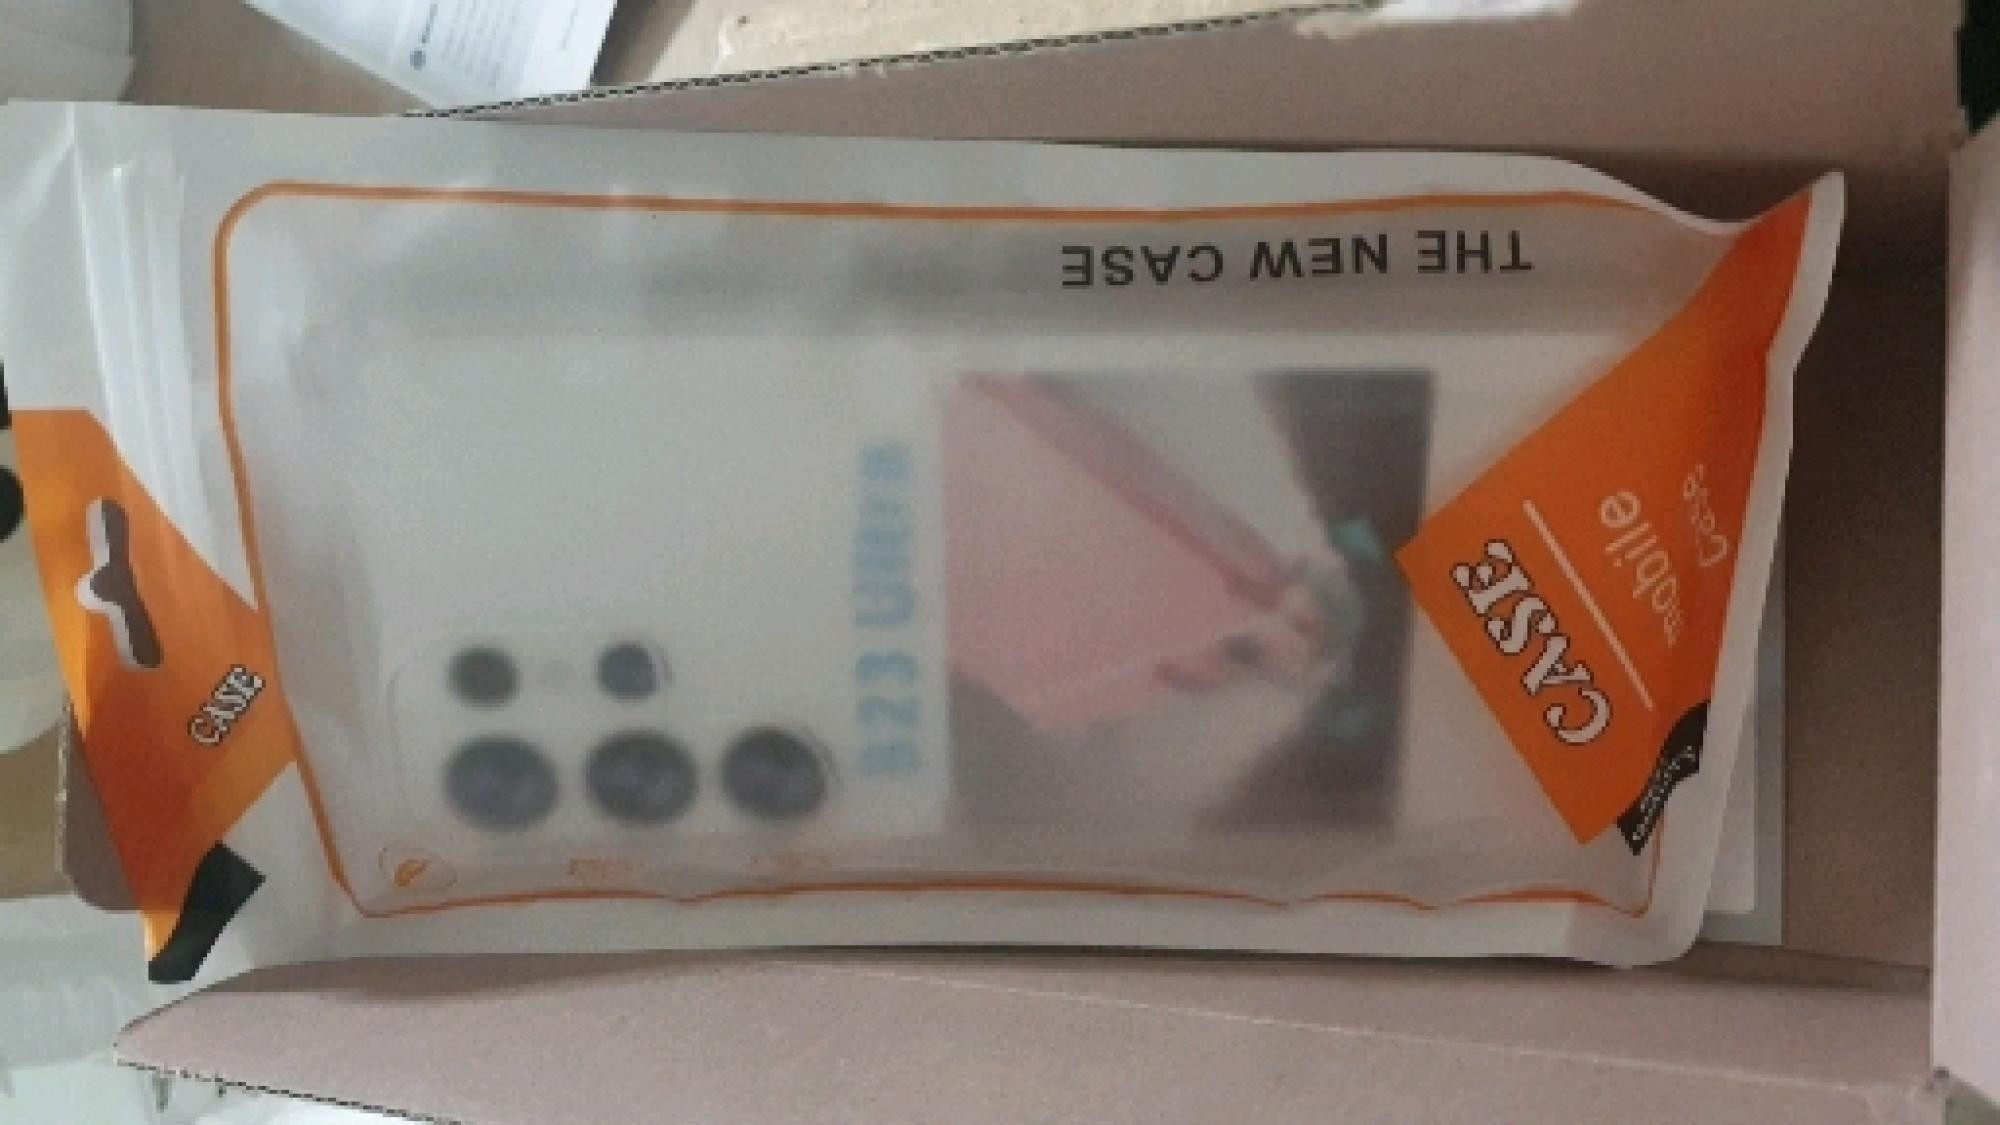 THE NEW CASE
S23 Ultra
CASE
mobile
Case
CASE